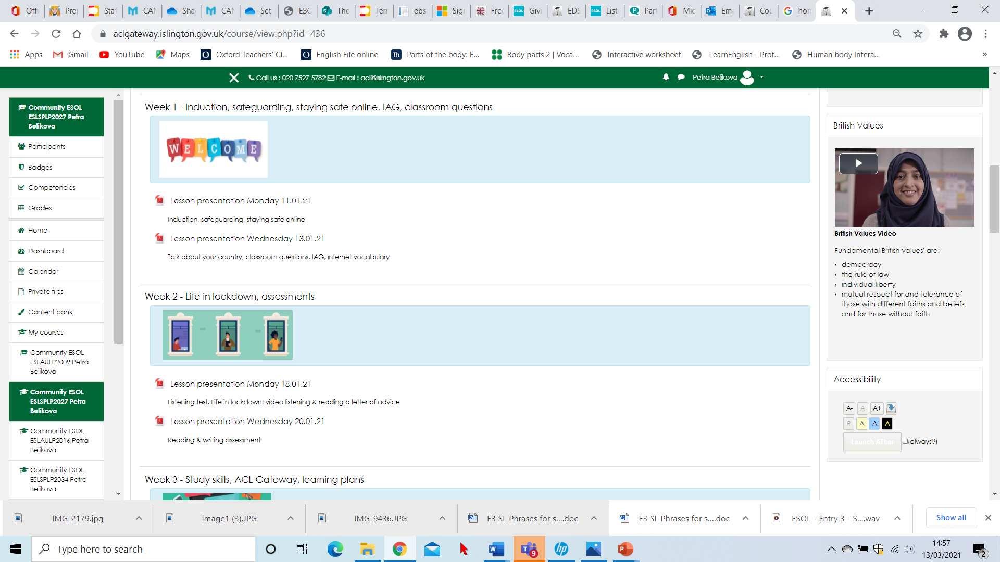 Offi
Prep
Staf
CAN
Sha
CAN
Set
ESC
The
Terr
ebs
Sign
Free
Givi
EDS
List
Part
Mic
Ema
Cou
hon
aclgateway.islington.gov.uk/course/view.php?id=436
Apps
Gmail
YouTube
Maps
Oxford Teachers' Cl...
English File online
Parts of the body: E...
Body parts 2 | Voca...
Interactive worksheet
LearnEnglish - Prof...
Human body Intera...
»
Call us : 020 7527 5782 E-mail : acl@islington.gov.uk
Petra Belikova
Community ESOL
ESLSPLP2027 Petra
Belikova
Participants
Badges
Competencies
Grades
Home
Dashboard
Calendar
Private files
Content bank
My courses
Community ESOL
ESLAULP2009 Petra
Belikova
Community ESOL
ESLSPLP2027 Petra
Belikova
Community ESOL
ESLAULP2016 Petra
Belikova
Community ESOL
ESLSPLP2034 Petra
Belikova
Week 1 - Induction, safeguarding, staying safe online, IAG, classroom questions
WELCOME
Lesson presentation Monday 11.01.21
Induction, safeguarding, staying safe online
Lesson presentation Wednesday 13.01.21
Talk about your country, classroom questions, IAG, internet vocabulary
Week 2 - Life in lockdown, assessments
Lesson presentation Monday 18.01.21
Listening test. Life in lockdown: video listening & reading a letter of advice
Lesson presentation Wednesday 20.01.21
Reading & writing assessment
Week 3 - Study skills, ACL Gateway, learning plans
British Values
British Values Video
Fundamental British values' are:
democracy
the rule of law
individual liberty
mutual respect for and tolerance of
those with different faiths and beliefs
and for those without faith
Accessibility
A- A A+
R A A A
Launch ATbar (always?)
IMG_2179.jpg
image1 (3).JPG
IMG_9436.JPG
E3 SL Phrases for s....doc
E3 SL Phrases for s....doc
ESOL - Entry 3 - S....wav
Show all
Type here to search
9
14:57
13/03/2021
2